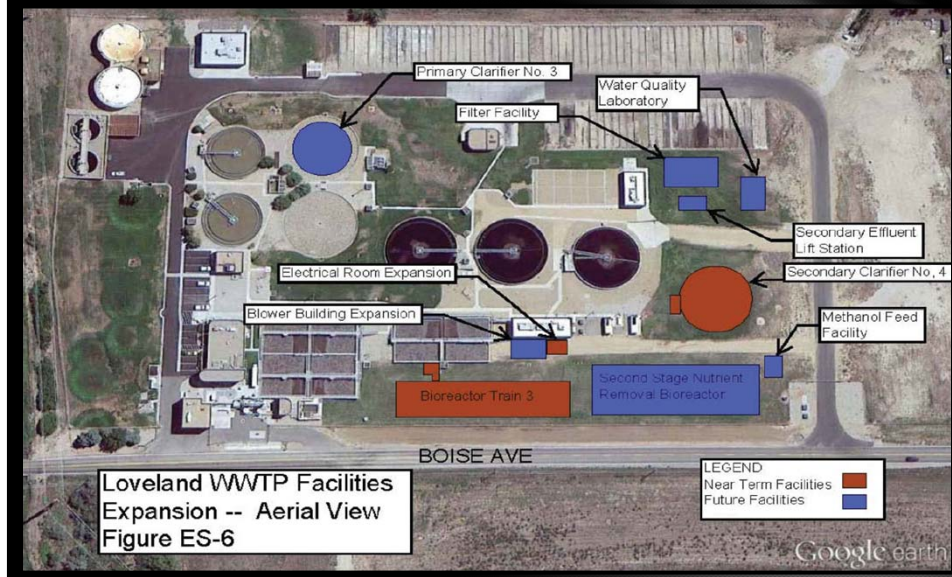 Primary Clarifier No. 3
Water Quality
Laboratory
Filter Facility
Secondary Effluent
Lift Station
Electrical Room Expansion
Secondary Clarifier No, 4
Blower Building Expansion
Methanol Feed
Facility
Bioreactor Train 3
Second Stage Nutrient
Removal Bioreactor
BOISE AVE
Loveland WWTP Facilities
Expansion -- Aerial View
Figure ES-6
LEGEND
Near Term Facilities
Future Facilities
Google earth